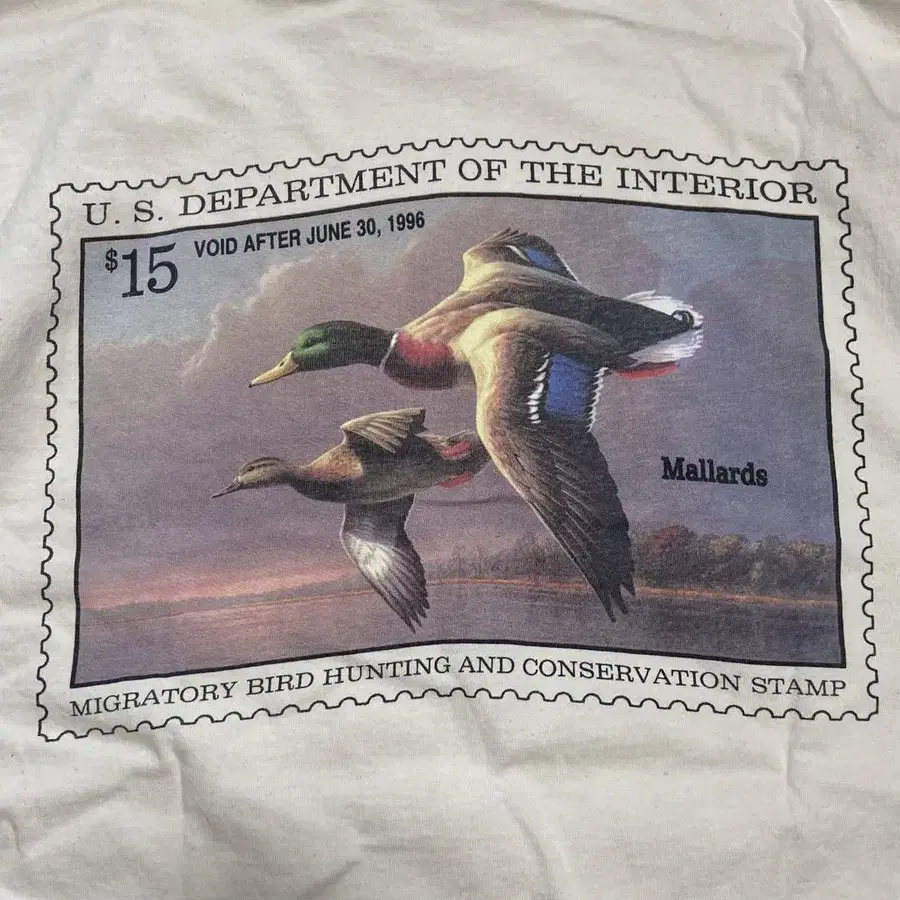 U. S. DEPARTMENT OF THE INTERIOR
$15 VOID AFTER JUNE 30, 1996
Mallards
MIGRATORY BIRD HUNTING AND CONSERVATION STAMP